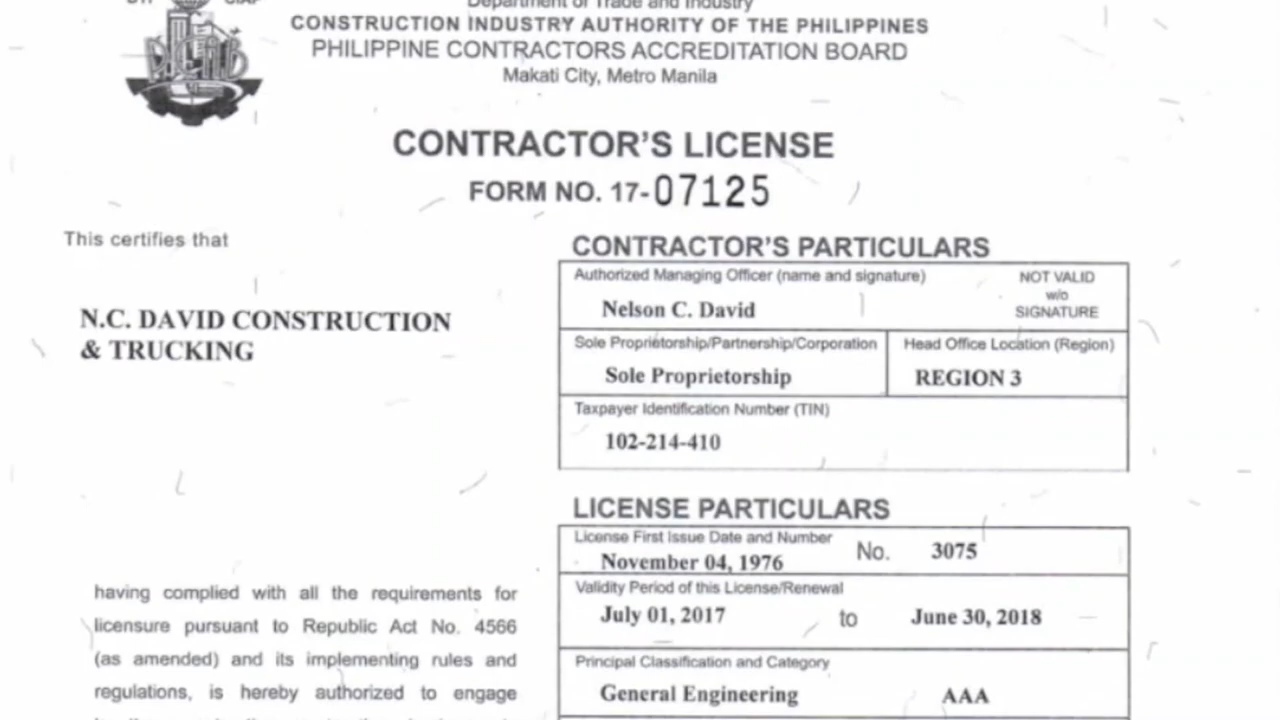 Department of Trade and Industry
CONSTRUCTION INDUSTRY AUTHORITY OF THE PHILIPPINES
PHILIPPINE CONTRACTORS ACCREDITATION BOARD
Makati City, Metro Manila
CONTRACTOR'S LICENSE
FORM NO. 17-07125
This certifies that
N.C. DAVID CONSTRUCTION
& TRUCKING
having complied with all the requirements for
licensure pursuant to Republic Act No. 4566
(as amended) and its implementing rules and
regulations, is hereby authorized to engage
CONTRACTOR'S PARTICULARS
Authorized Managing Officer (name and signature)
NOT VALID
w/o
SIGNATURE
Nelson C. David
Sole Proprietorship/Partnership/Corporation
Sole Proprietorship
Head Office Location (Region)
REGION 3
Taxpayer Identification Number (TIN)
102-214-410
LICENSE PARTICULARS
License First Issue Date and Number
November 04, 1976 No. 3075
Validity Period of this License/Renewal
July 01, 2017 to June 30, 2018
Principal Classification and Category
General Engineering AAA